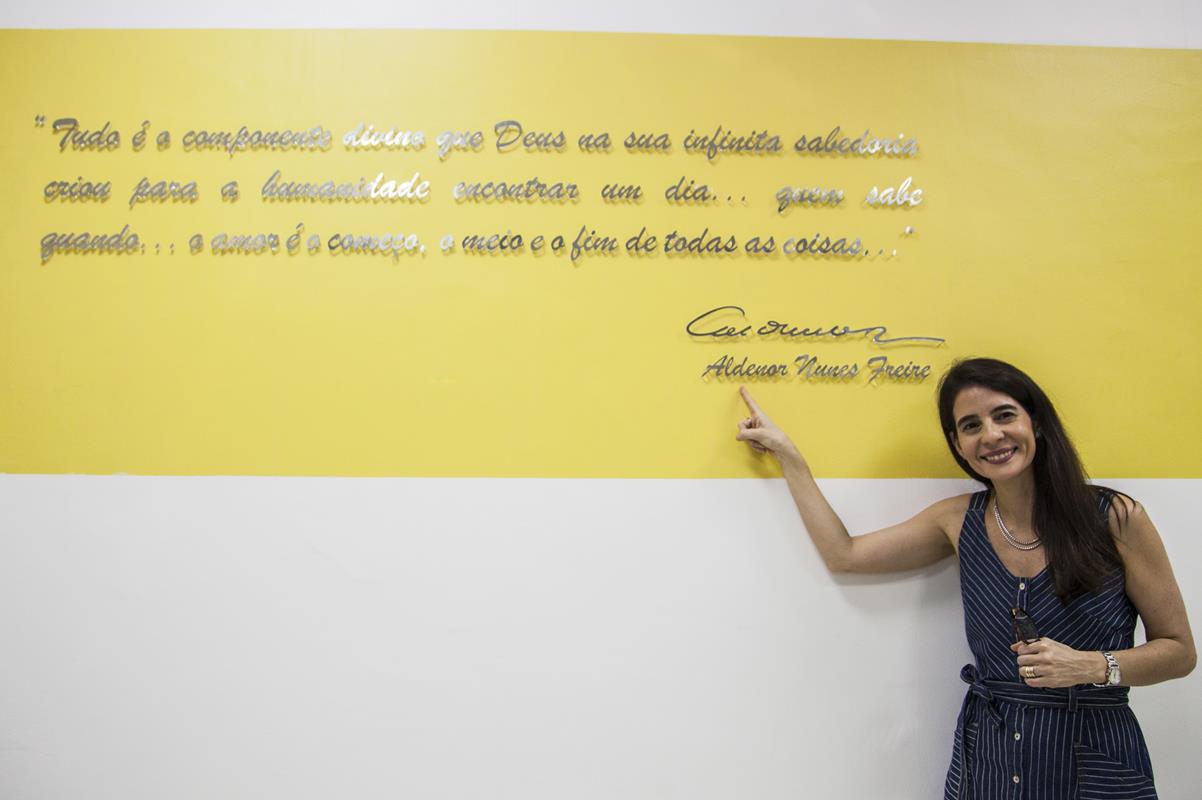 "Tudo é o componente divino que Deus na sua infinita sabedoria
criou para a humanidade encontrar um dia... quem sabe
quando... o amor é o começo, o meio e o fim de todas as coisas..."
Aldenor Nunes Freire